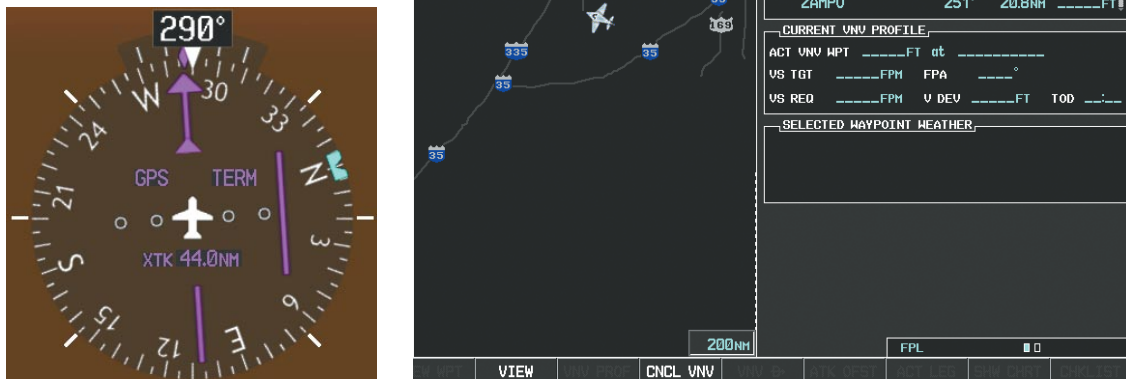 290°
W
30
33
24
N
GPS TERM
21
3
XTK 44.0NM
S
6
15
12
E
ZAMPO 251° 20.8NM _____FT
335
35
169
35
35
35
CURRENT VNV PROFILE
ACT VNV WPT _____FT at __________
VS TGT _____FPM FPA ____°
VS REQ _____FPM V DEV _____FT TOD __:__
SELECTED WAYPOINT WEATHER
200NM
FPL
VIEW
VNV PROF
CNCL VNV
VNV D→
ATK OFST
ACT LEG
SHW CHRT
CHKLIST